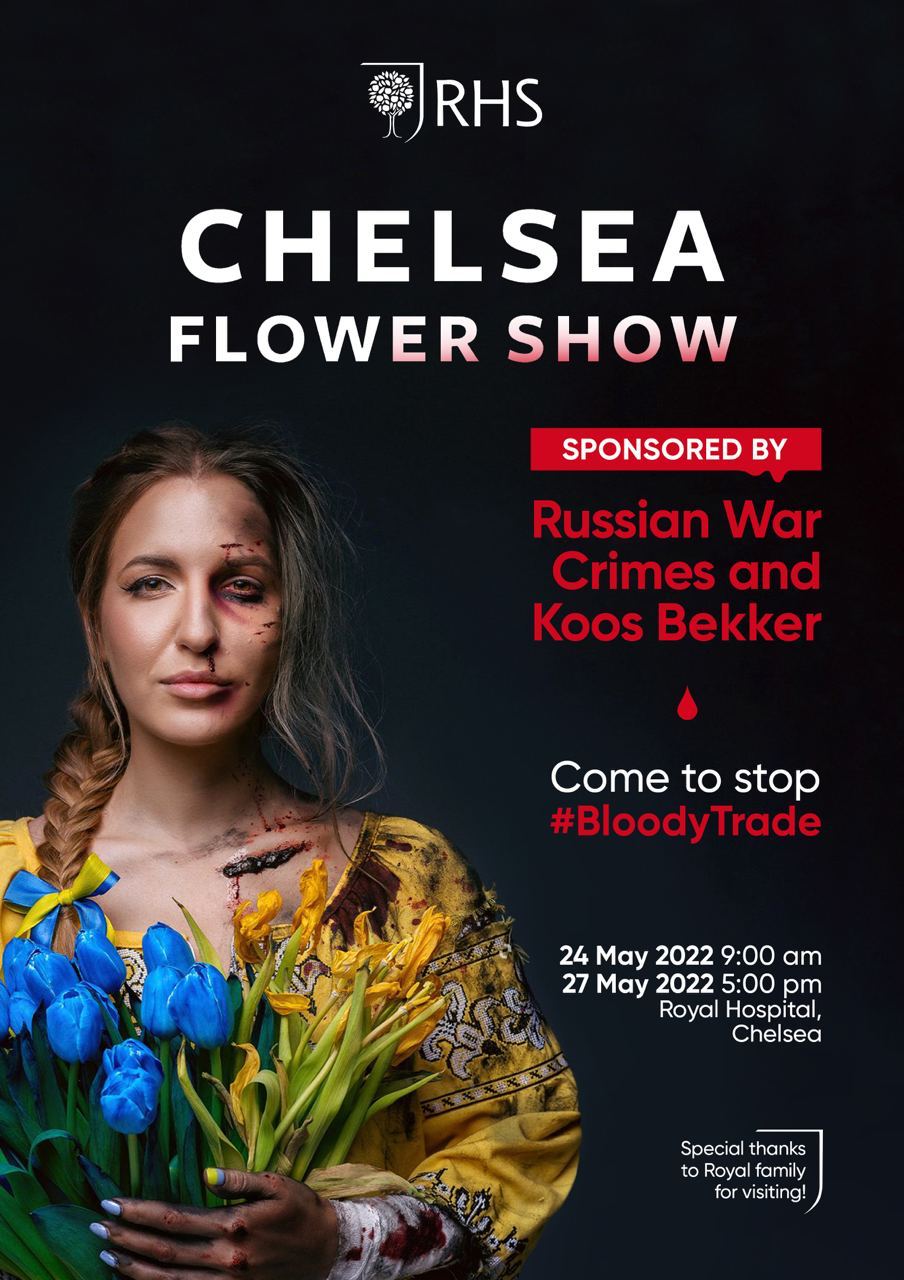 RHS
CHELSEA
FLOWER SHOW
SPONSORED BY
Russian War
Crimes and
Koos Bekker
Come to stop
#BloodyTrade
24 May 2022 9:00 am
27 May 2022 5:00 pm
Royal Hospital,
Chelsea
Special thanks
to Royal family
for visiting!